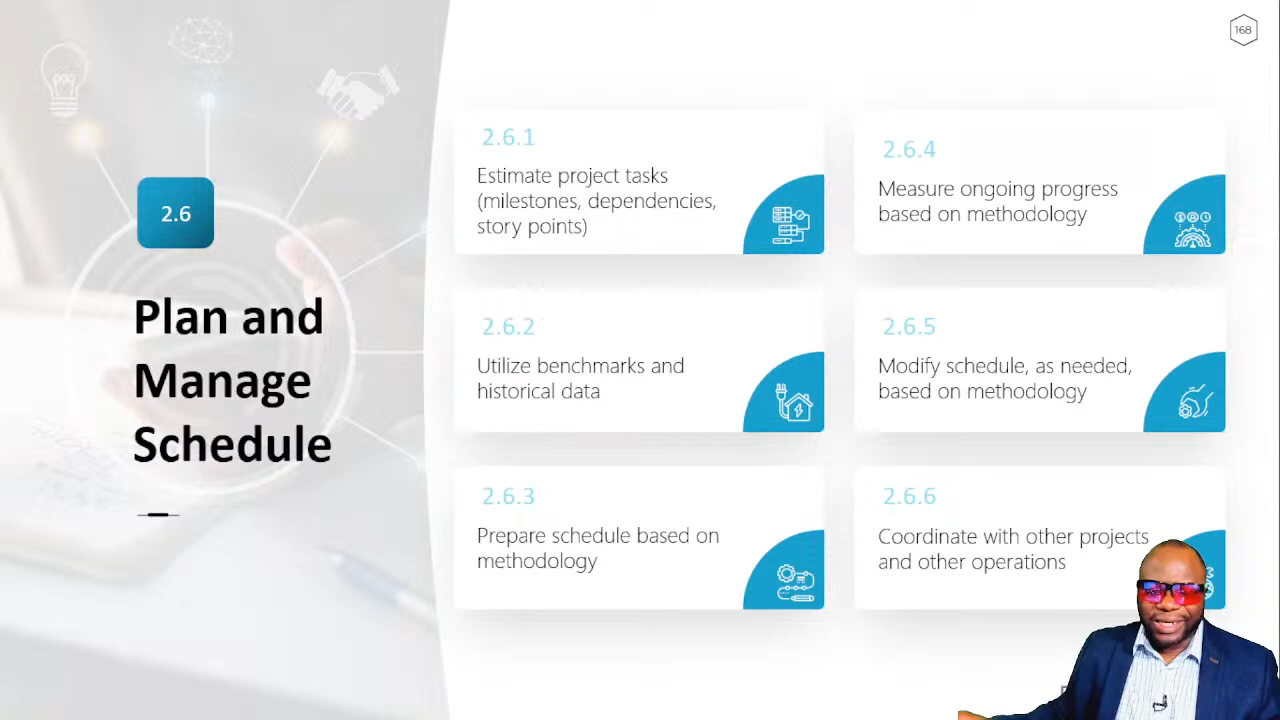 168
2.6
Plan and
Manage
Schedule
2.6.1
Estimate project tasks
(milestones, dependencies,
story points)
2.6.2
Utilize benchmarks and
historical data
2.6.3
Prepare schedule based on
methodology
2.6.4
Measure ongoing progress
based on methodology
2.6.5
Modify schedule, as needed,
based on methodology
2.6.6
Coordinate with other projects
and other operations